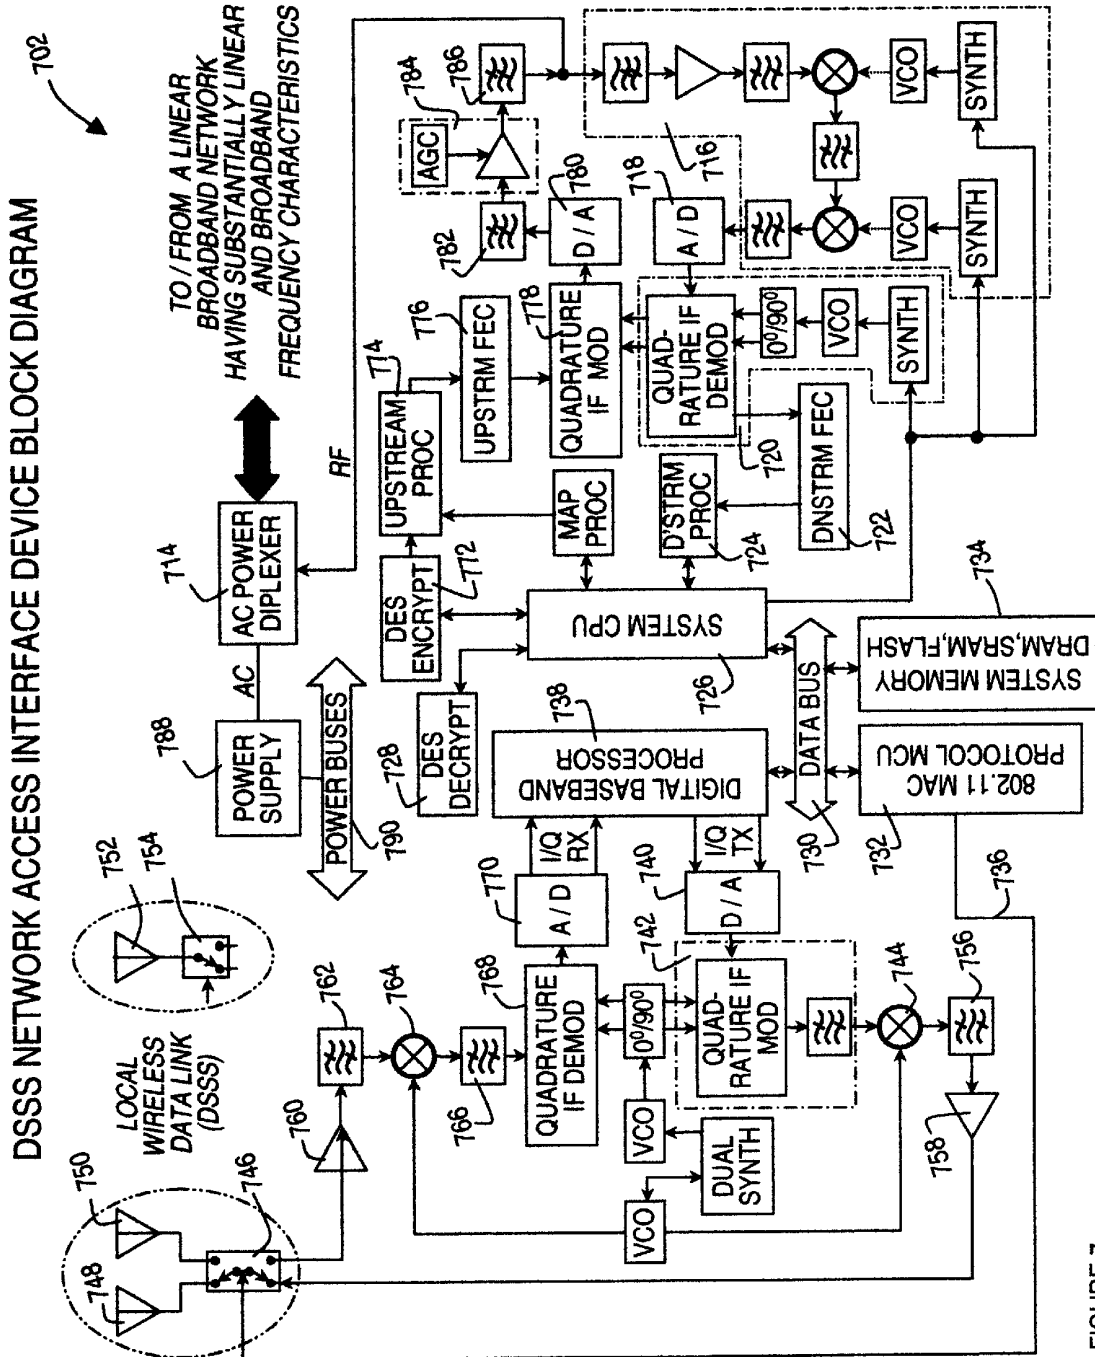 DSSS NETWORK ACCESS INTERFACE DEVICE BLOCK DIAGRAM
702
TO / FROM A LINEAR
BROADBAND NETWORK
HAVING SUBSTANTIALLY LINEAR
AND BROADBAND
FREQUENCY CHARACTERISTICS
LOCAL
WIRELESS
DATA LINK
(DSSS)
748
750
746
752
754
788
POWER
SUPPLY
AC
714
AC POWER
DIPLEXER
RF
POWER BUSES
790
760
762
764
766
768
QUADRATURE
IF DEMOD
770
A / D
I/Q
RX
728
DES
DECRYPT
738
DIGITAL BASEBAND
PROCESSOR
DES
ENCRYPT
772
UPSTREAM
PROC
774
776
UPSTRM FEC
778
QUADRATURE
IF MOD
780
D / A
782
AGC
784
786
MAP
PROC
SYSTEM CPU
726
D'STRM
PROC
724
DNSTRM FEC
722
720
QUAD-
RATURE IF
DEMOD
718
A / D
716
0⁰/90⁰
VCO
SYNTH
VCO
SYNTH
VCO
SYNTH
VCO
VCO
DUAL
SYNTH
0⁰/90⁰
742
QUAD-
RATURE IF
MOD
740
D / A
I/Q
TX
744
756
758
DATA BUS
730
732
802.11 MAC
PROTOCOL MCU
734
SYSTEM MEMORY
DRAM,SRAM,FLASH
736
FIGURE 7